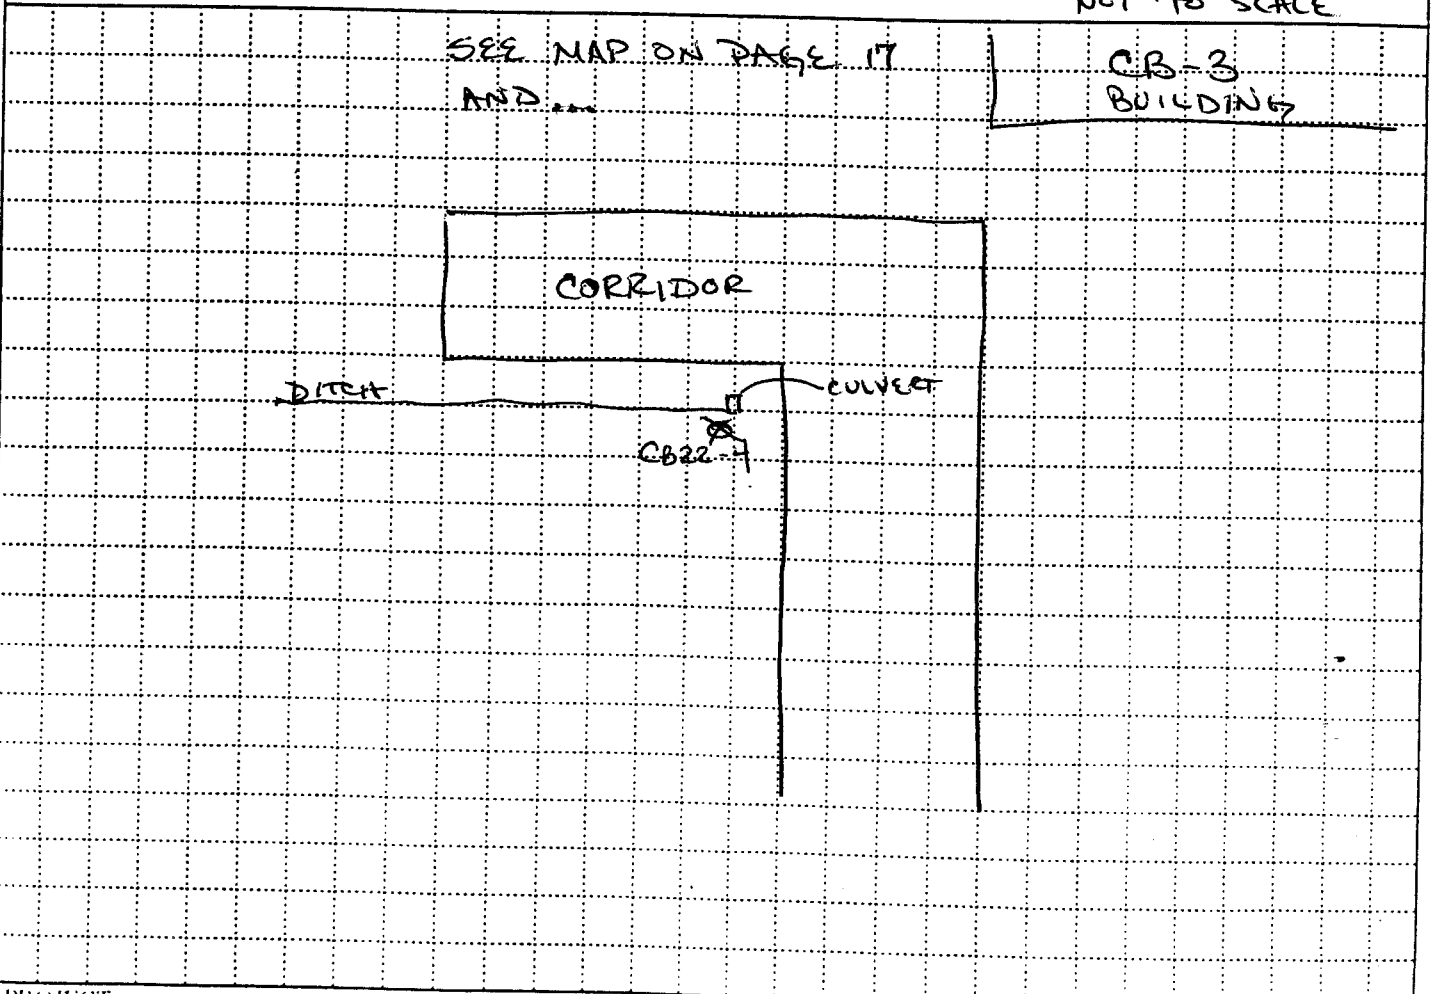 NOT TO SCALE
SEE MAP ON PAGE 17
AND...
CB-3
BUILDING
CORRIDOR
DITCH
CULVERT
CB22-4